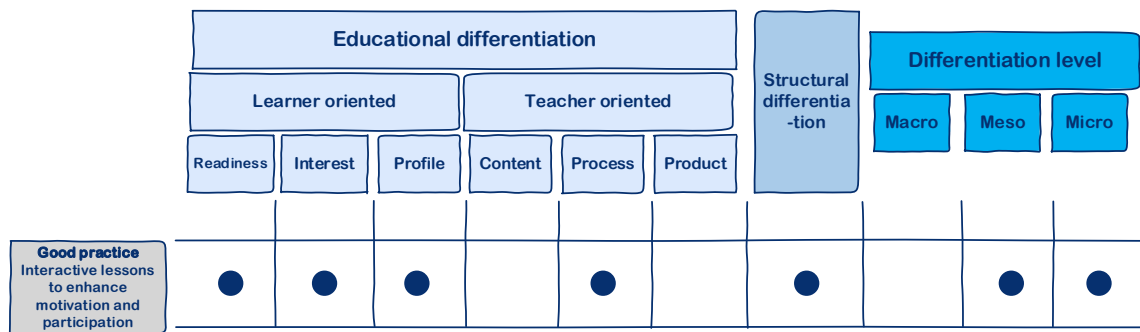 Educational differentiation
Learner oriented
Teacher oriented
Readiness
Interest
Profile
Content
Process
Product
Structural
differentia
-tion
Differentiation level
Macro
Meso
Micro
Good practice
Interactive lessons
to enhance
motivation and
participation